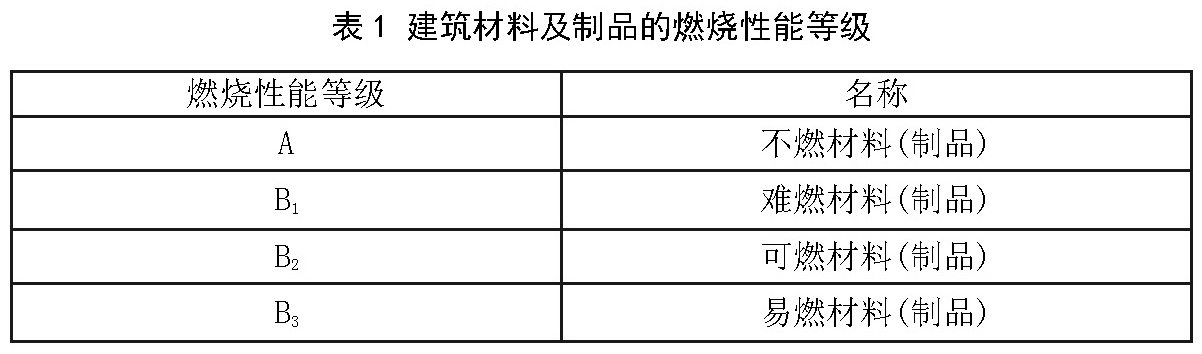 表1 建筑材料及制品的燃烧性能等级
燃烧性能等级 名称
A 不燃材料(制品)
B₁ 难燃材料(制品)
B₂ 可燃材料(制品)
B₃ 易燃材料(制品)